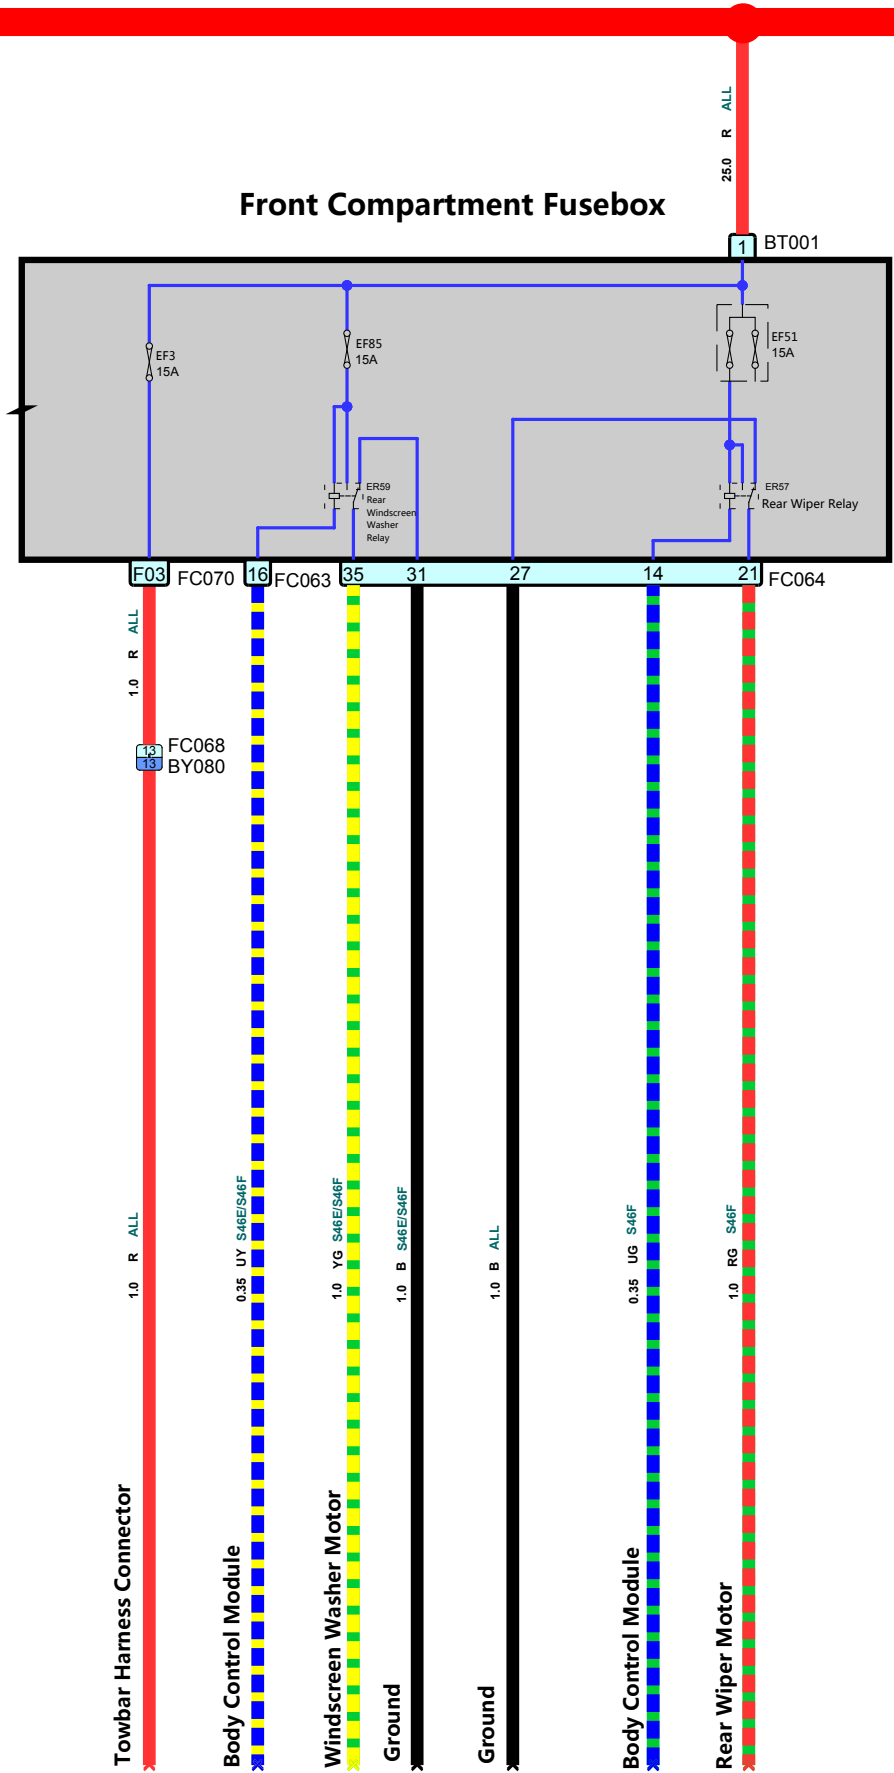 25.0 R ALL
Front Compartment Fusebox
1 BT001
EF3
15A
EF85
15A
EF51
15A
ER59
Rear
Windscreen
Washer
Relay
ER57
Rear Wiper Relay
F03 FC070 16 FC063 35 31 27 14 21 FC064
1.0 R ALL
13 FC068
13 BY080
1.0 R ALL
0.35 UY S46E/S46F
1.0 YG S46E/S46F
1.0 B S46E/S46F
1.0 B ALL
0.35 UG S46F
1.0 RG S46F
Towbar Harness Connector
Body Control Module
Windscreen Washer Motor
Ground
Ground
Body Control Module
Rear Wiper Motor